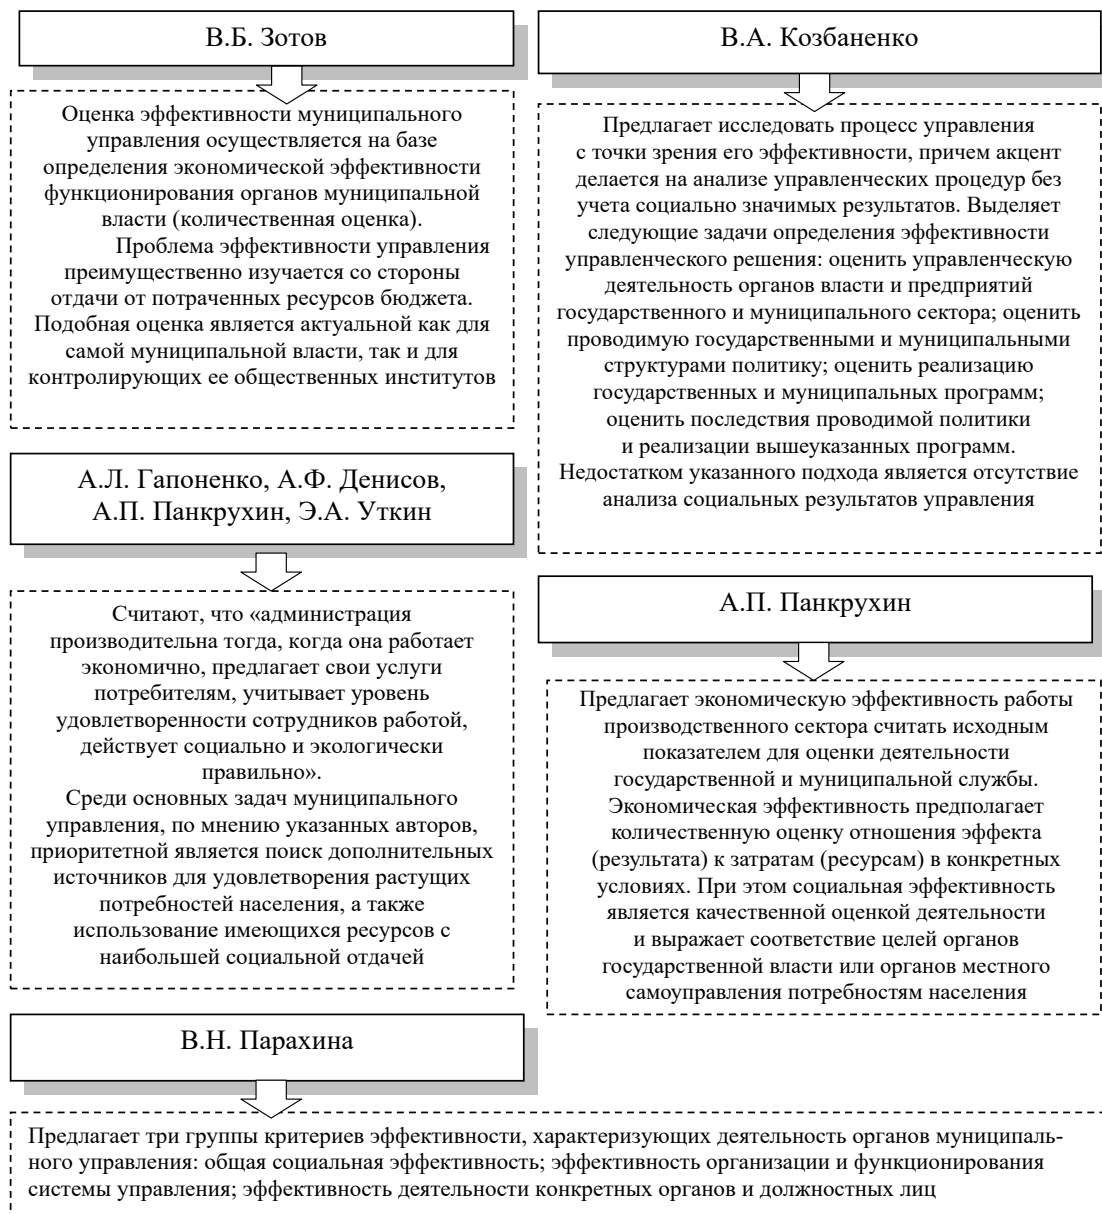 В.Б. Зотов
Оценка эффективности муниципального
управления осуществляется на базе
определения экономической эффективности
функционирования органов муниципальной
власти (количественная оценка).
Проблема эффективности управления
преимущественно изучается со стороны
отдачи от потраченных ресурсов бюджета.
Подобная оценка является актуальной как для
самой муниципальной власти, так и для
контролирующих ее общественных институтов
В.А. Козбаненко
Предлагает исследовать процесс управления
с точки зрения его эффективности, причем акцент
делается на анализе управленческих процедур без
учета социально значимых результатов. Выделяет
следующие задачи определения эффективности
управленческого решения: оценить управленческую
деятельность органов власти и предприятий
государственного и муниципального сектора; оценить
проводимую государственными и муниципальными
структурами политику; оценить реализацию
государственных и муниципальных программ;
оценить последствия проводимой политики
и реализации вышеуказанных программ.
Недостатком указанного подхода является отсутствие
анализа социальных результатов управления
А.Л. Гапоненко, А.Ф. Денисов,
А.П. Панкрухин, Э.А. Уткин
Считают, что «администрация
производительна тогда, когда она работает
экономично, предлагает свои услуги
потребителям, учитывает уровень
удовлетворенности сотрудников работой,
действует социально и экологически
правильно».
Среди основных задач муниципального
управления, по мнению указанных авторов,
приоритетной является поиск дополнительных
источников для удовлетворения растущих
потребностей населения, а также
использование имеющихся ресурсов с
наибольшей социальной отдачей
А.П. Панкрухин
Предлагает экономическую эффективность работы
производственного сектора считать исходным
показателем для оценки деятельности
государственной и муниципальной службы.
Экономическая эффективность предполагает
количественную оценку отношения эффекта
(результата) к затратам (ресурсам) в конкретных
условиях. При этом социальная эффективность
является качественной оценкой деятельности
и выражает соответствие целей органов
государственной власти или органов местного
самоуправления потребностям населения
В.Н. Парахина
Предлагает три группы критериев эффективности, характеризующих деятельность органов муниципаль-
ного управления: общая социальная эффективность; эффективность организации и функционирования
системы управления; эффективность деятельности конкретных органов и должностных лиц